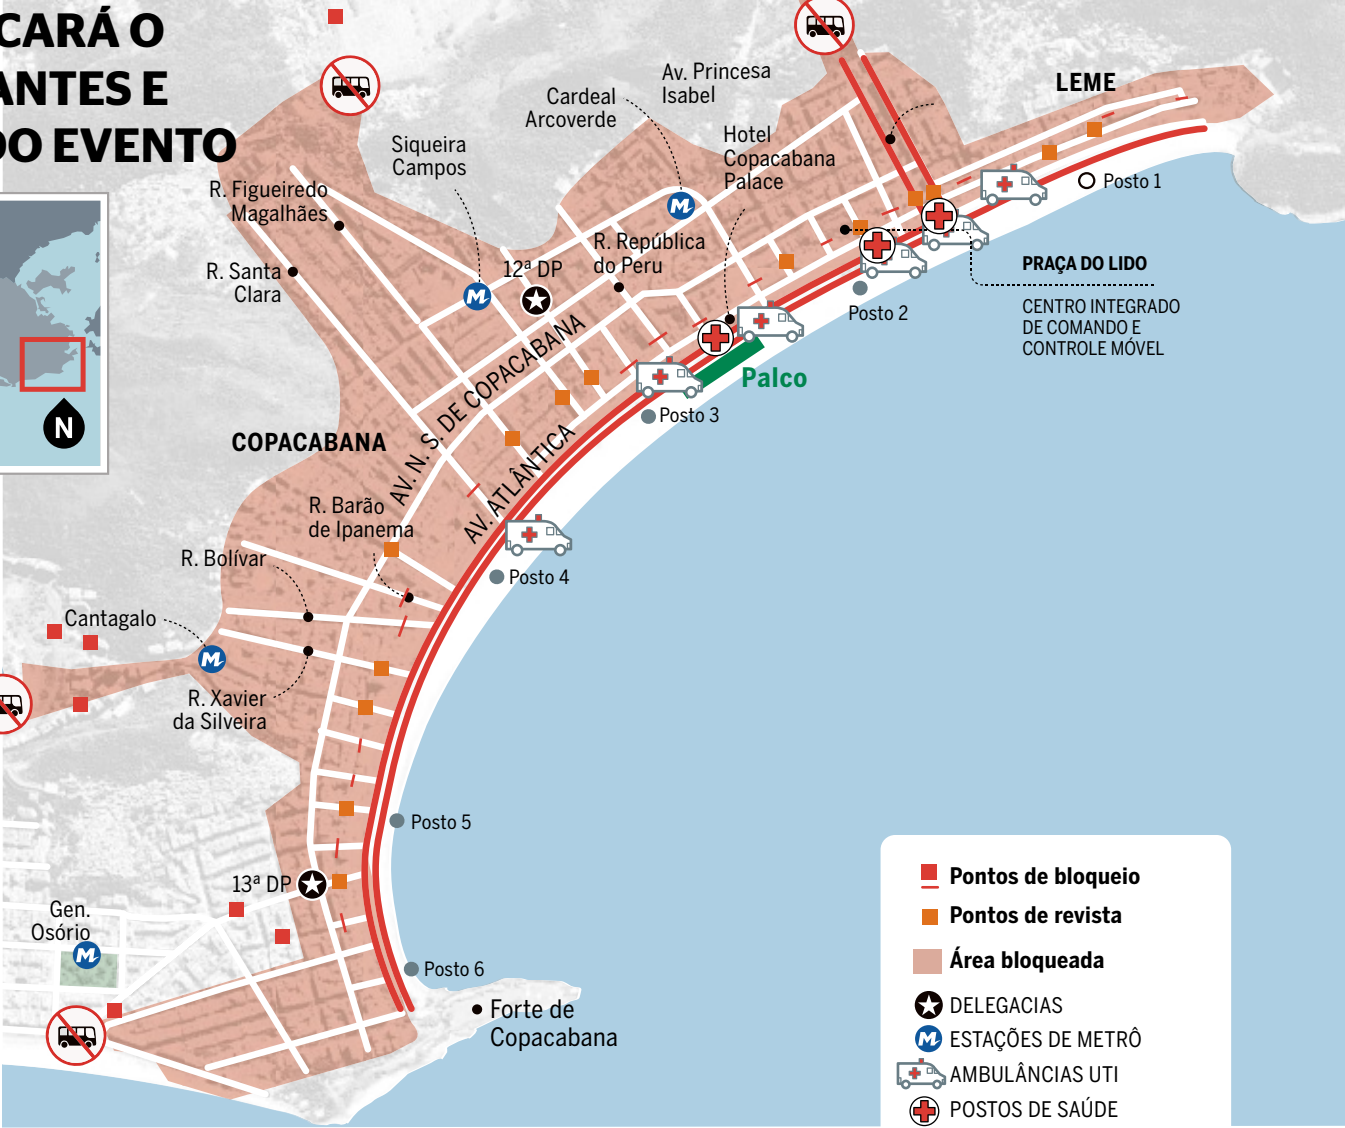 CARÁ O
ANTES E
DO EVENTO
N
LEME
Av. Princesa
Isabel
Cardeal
Arcoverde
Hotel
Copacabana
Palace
Siqueira
Campos
R. Figueiredo
Magalhães
R. Santa
Clara
12ª DP
R. República
do Peru
Posto 1
PRAÇA DO LIDO
CENTRO INTEGRADO
DE COMANDO E
CONTROLE MÓVEL
Posto 2
Palco
Posto 3
AV. N. S. DE COPACABANA
AV. ATLÂNTICA
COPACABANA
R. Barão
de Ipanema
R. Bolívar
Posto 4
Cantagalo
R. Xavier
da Silveira
Posto 5
13ª DP
Gen.
Osório
Posto 6
Forte de
Copacabana
Pontos de bloqueio
Pontos de revista
Área bloqueada
DELEGACIAS
ESTAÇÕES DE METRÔ
AMBULÂNCIAS UTI
POSTOS DE SAÚDE